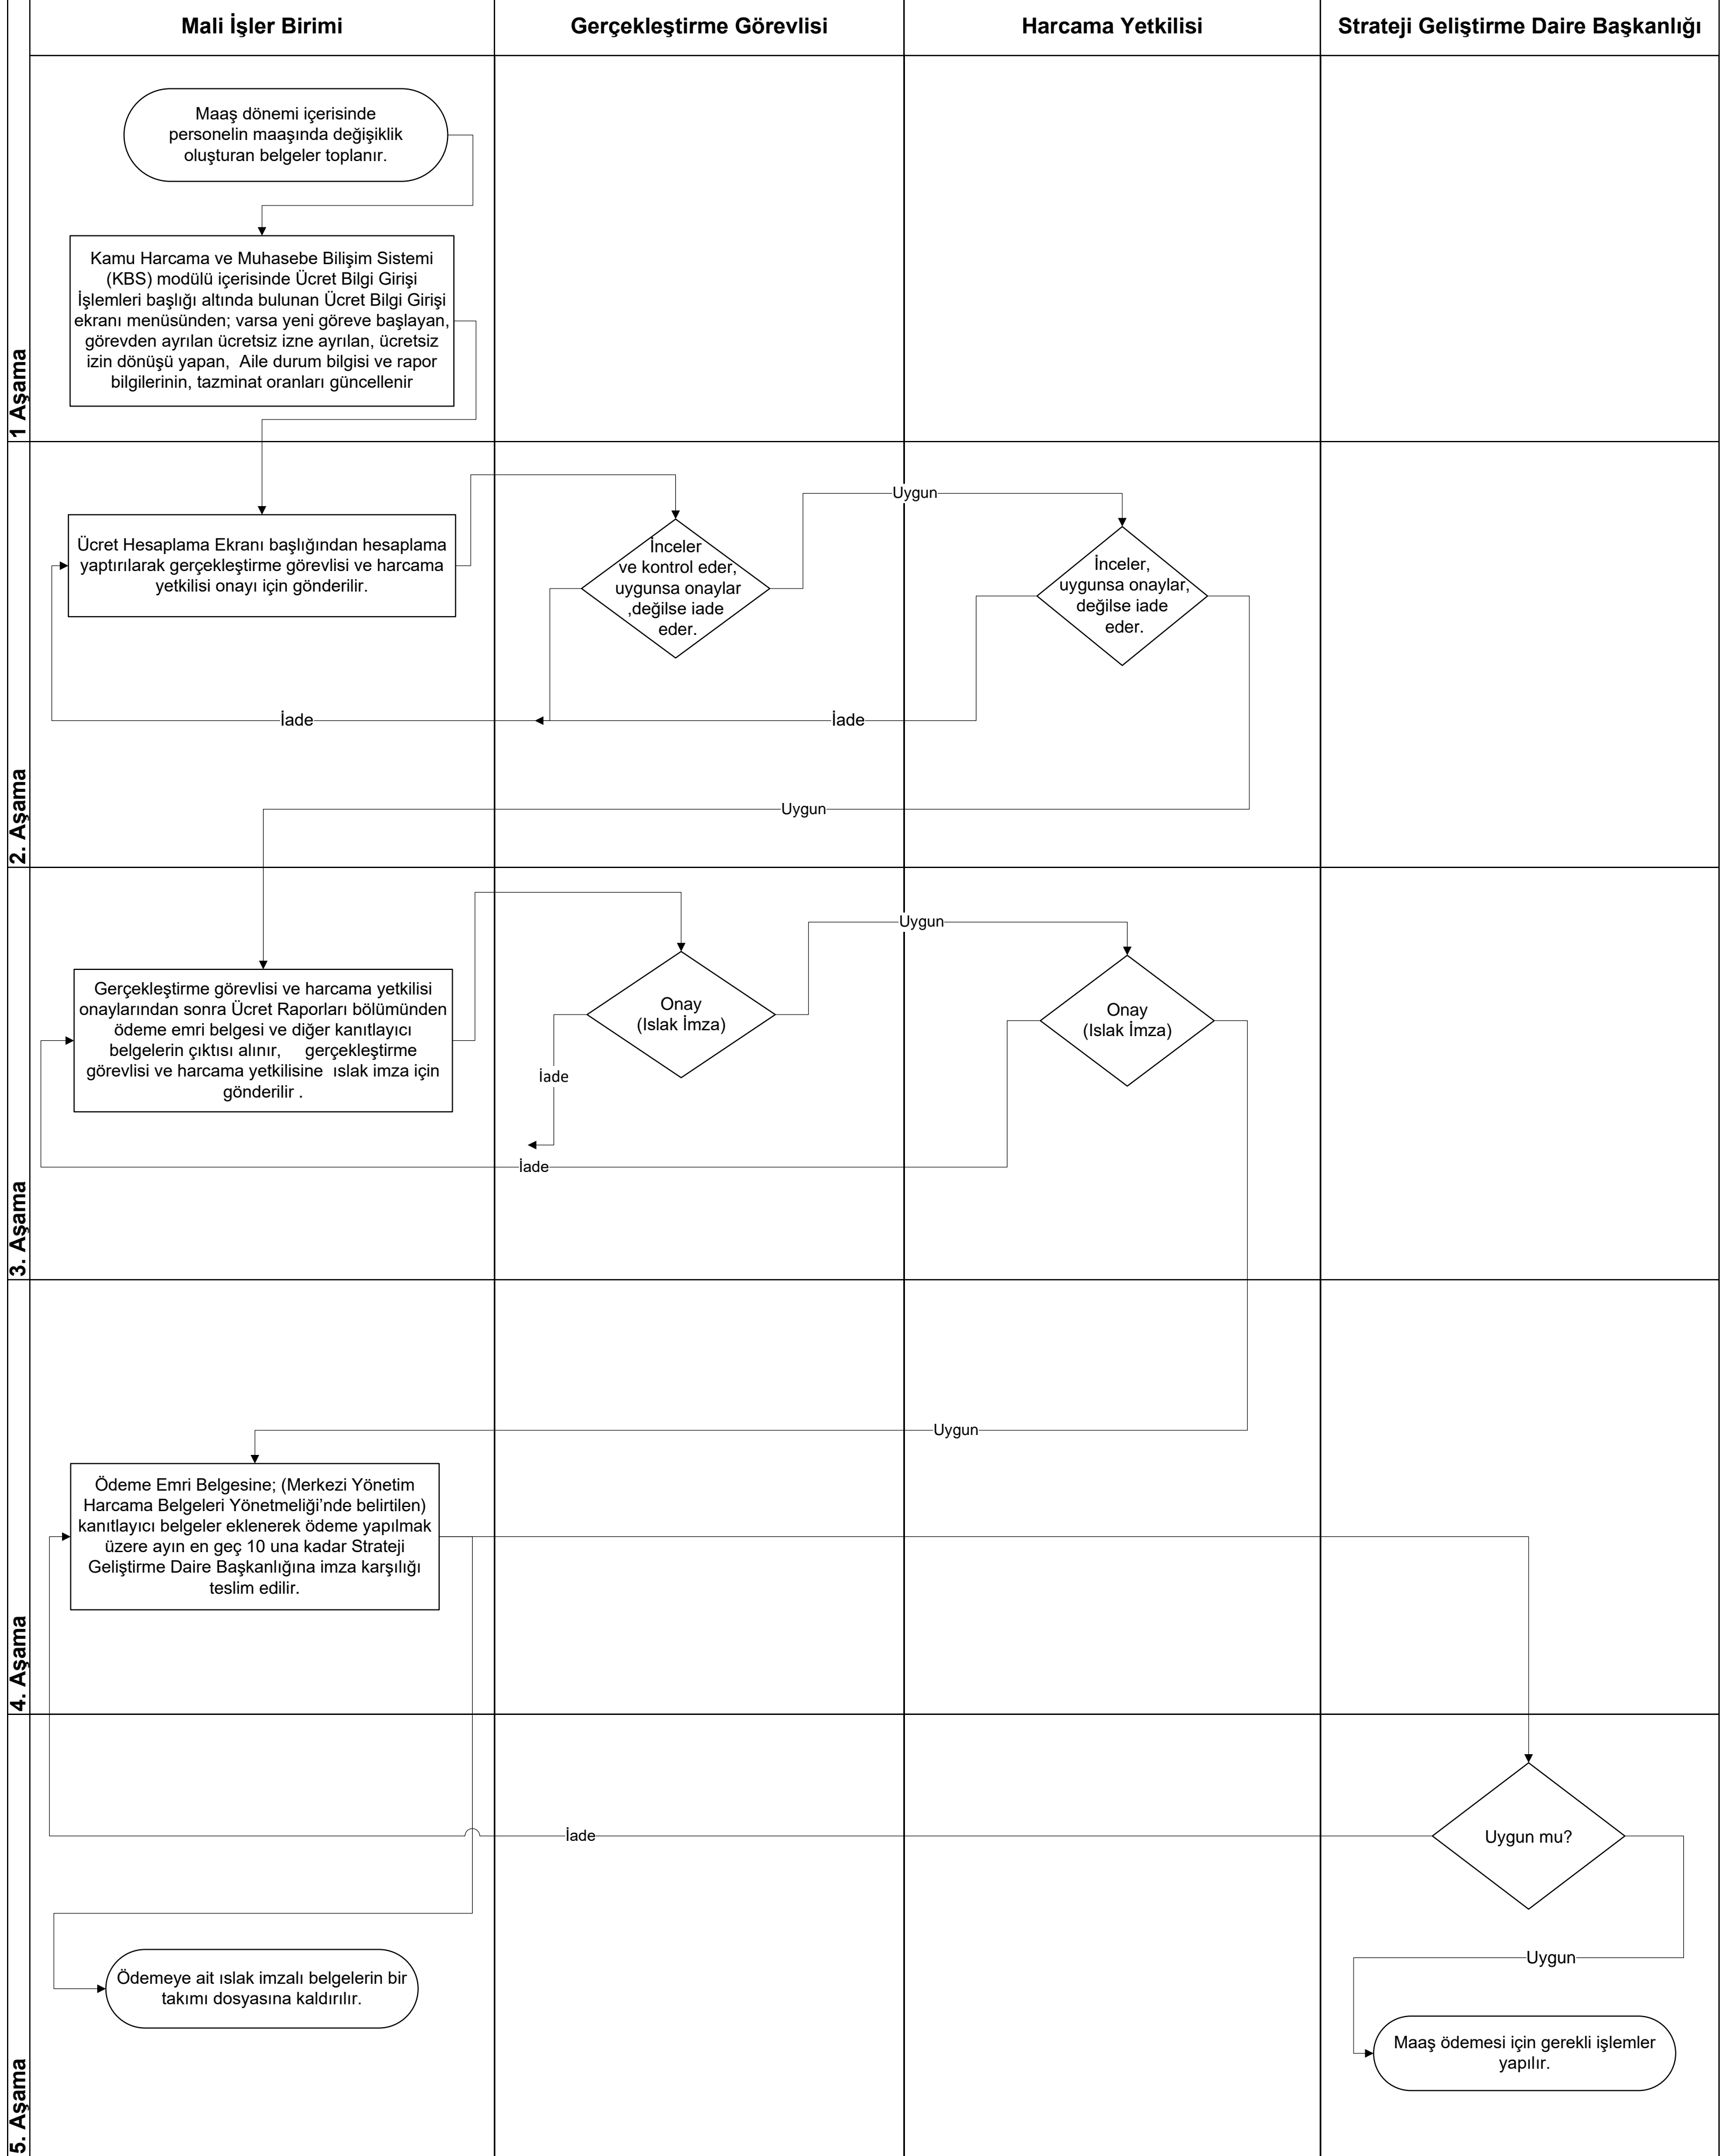 Mali İşler Birimi
Gerçekleştirme Görevlisi
Harcama Yetkilisi
Strateji Geliştirme Daire Başkanlığı
1 Aşama
Maaş dönemi içerisinde
personelin maaşında değişiklik
oluşturan belgeler toplanır.
Kamu Harcama ve Muhasebe Bilişim Sistemi
(KBS) modülü içerisinde Ücret Bilgi Girişi
İşlemleri başlığı altında bulunan Ücret Bilgi Girişi
ekranı menüsünden; varsa yeni göreve başlayan,
görevden ayrılan ücretsiz izne ayrılan, ücretsiz
izin dönüşü yapan, Aile durum bilgisi ve rapor
bilgilerinin, tazminat oranları güncellenir
2. Aşama
Ücret Hesaplama Ekranı başlığından hesaplama
yaptırılarak gerçekleştirme görevlisi ve harcama
yetkilisi onayı için gönderilir.
İnceler
ve kontrol eder,
uygunsa onaylar
,değilse iade
eder.
Uygun
İnceler,
uygunsa onaylar,
değilse iade
eder.
İade
İade
Uygun
3. Aşama
Gerçekleştirme görevlisi ve harcama yetkilisi
onaylarından sonra Ücret Raporları bölümünden
ödeme emri belgesi ve diğer kanıtlayıcı
belgelerin çıktısı alınır, gerçekleştirme
görevlisi ve harcama yetkilisine ıslak imza için
gönderilir .
Onay
(Islak İmza)
Uygun
Onay
(Islak İmza)
İade
İade
4. Aşama
Uygun
Ödeme Emri Belgesine; (Merkezi Yönetim
Harcama Belgeleri Yönetmeliği’nde belirtilen)
kanıtlayıcı belgeler eklenerek ödeme yapılmak
üzere ayın en geç 10 una kadar Strateji
Geliştirme Daire Başkanlığına imza karşılığı
teslim edilir.
5. Aşama
İade
Uygun mu?
Uygun
Ödemeye ait ıslak imzalı belgelerin bir
takımı dosyasına kaldırılır.
Maaş ödemesi için gerekli işlemler
yapılır.